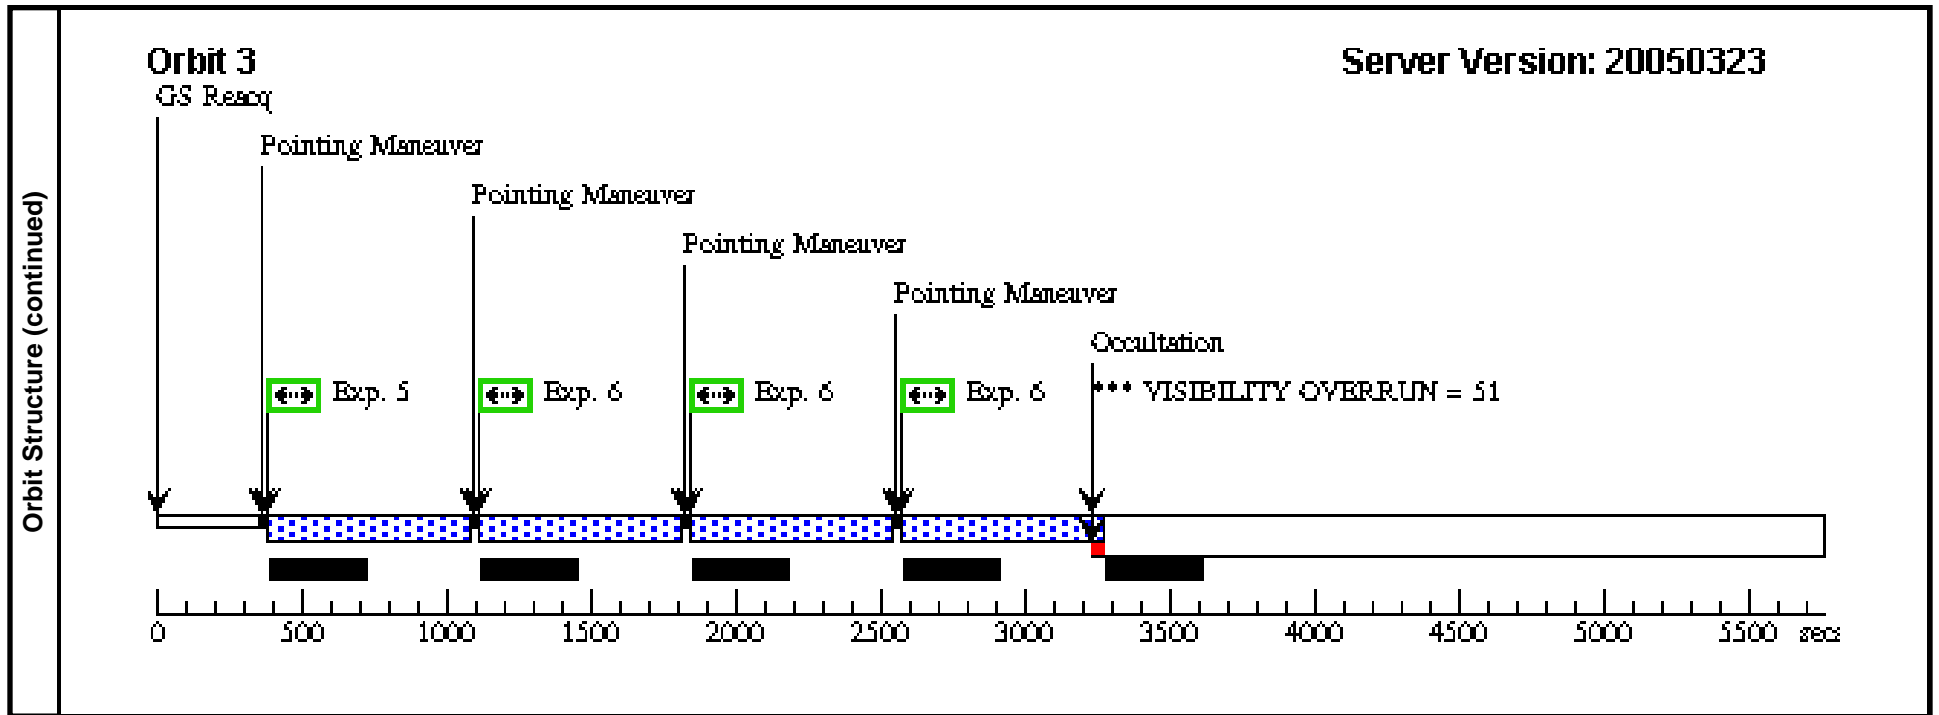 Orbit Structure (continued)
Orbit 3
Server Version: 20050323
GS Reacq
Pointing Maneuver
Pointing Maneuver
Pointing Maneuver
Pointing Maneuver
Occultation
Exp. 5
Exp. 6
Exp. 6
Exp. 6
*** VISIBILITY OVERRUN = 51
0 500 1000 1500 2000 2500 3000 3500 4000 4500 5000 5500 secs